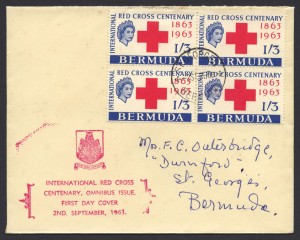 INTERNATIONAL RED CROSS CENTENARY 1863 1963 1/3 BERMUDA
INTERNATIONAL RED CROSS CENTENARY 1863 1963 1/3 BERMUDA
INTERNATIONAL RED CROSS CENTENARY 1863 1963 1/3 BERMUDA
INTERNATIONAL RED CROSS CENTENARY 1863 1963 1/3 BERMUDA
Mrs. F. C. Outerbridge,
"Durnford"
St. Georges,
Bermuda.
INTERNATIONAL RED CROSS
CENTENARY, OMNIBUS ISSUE,
FIRST DAY COVER
2ND. SEPTEMBER, 1963.